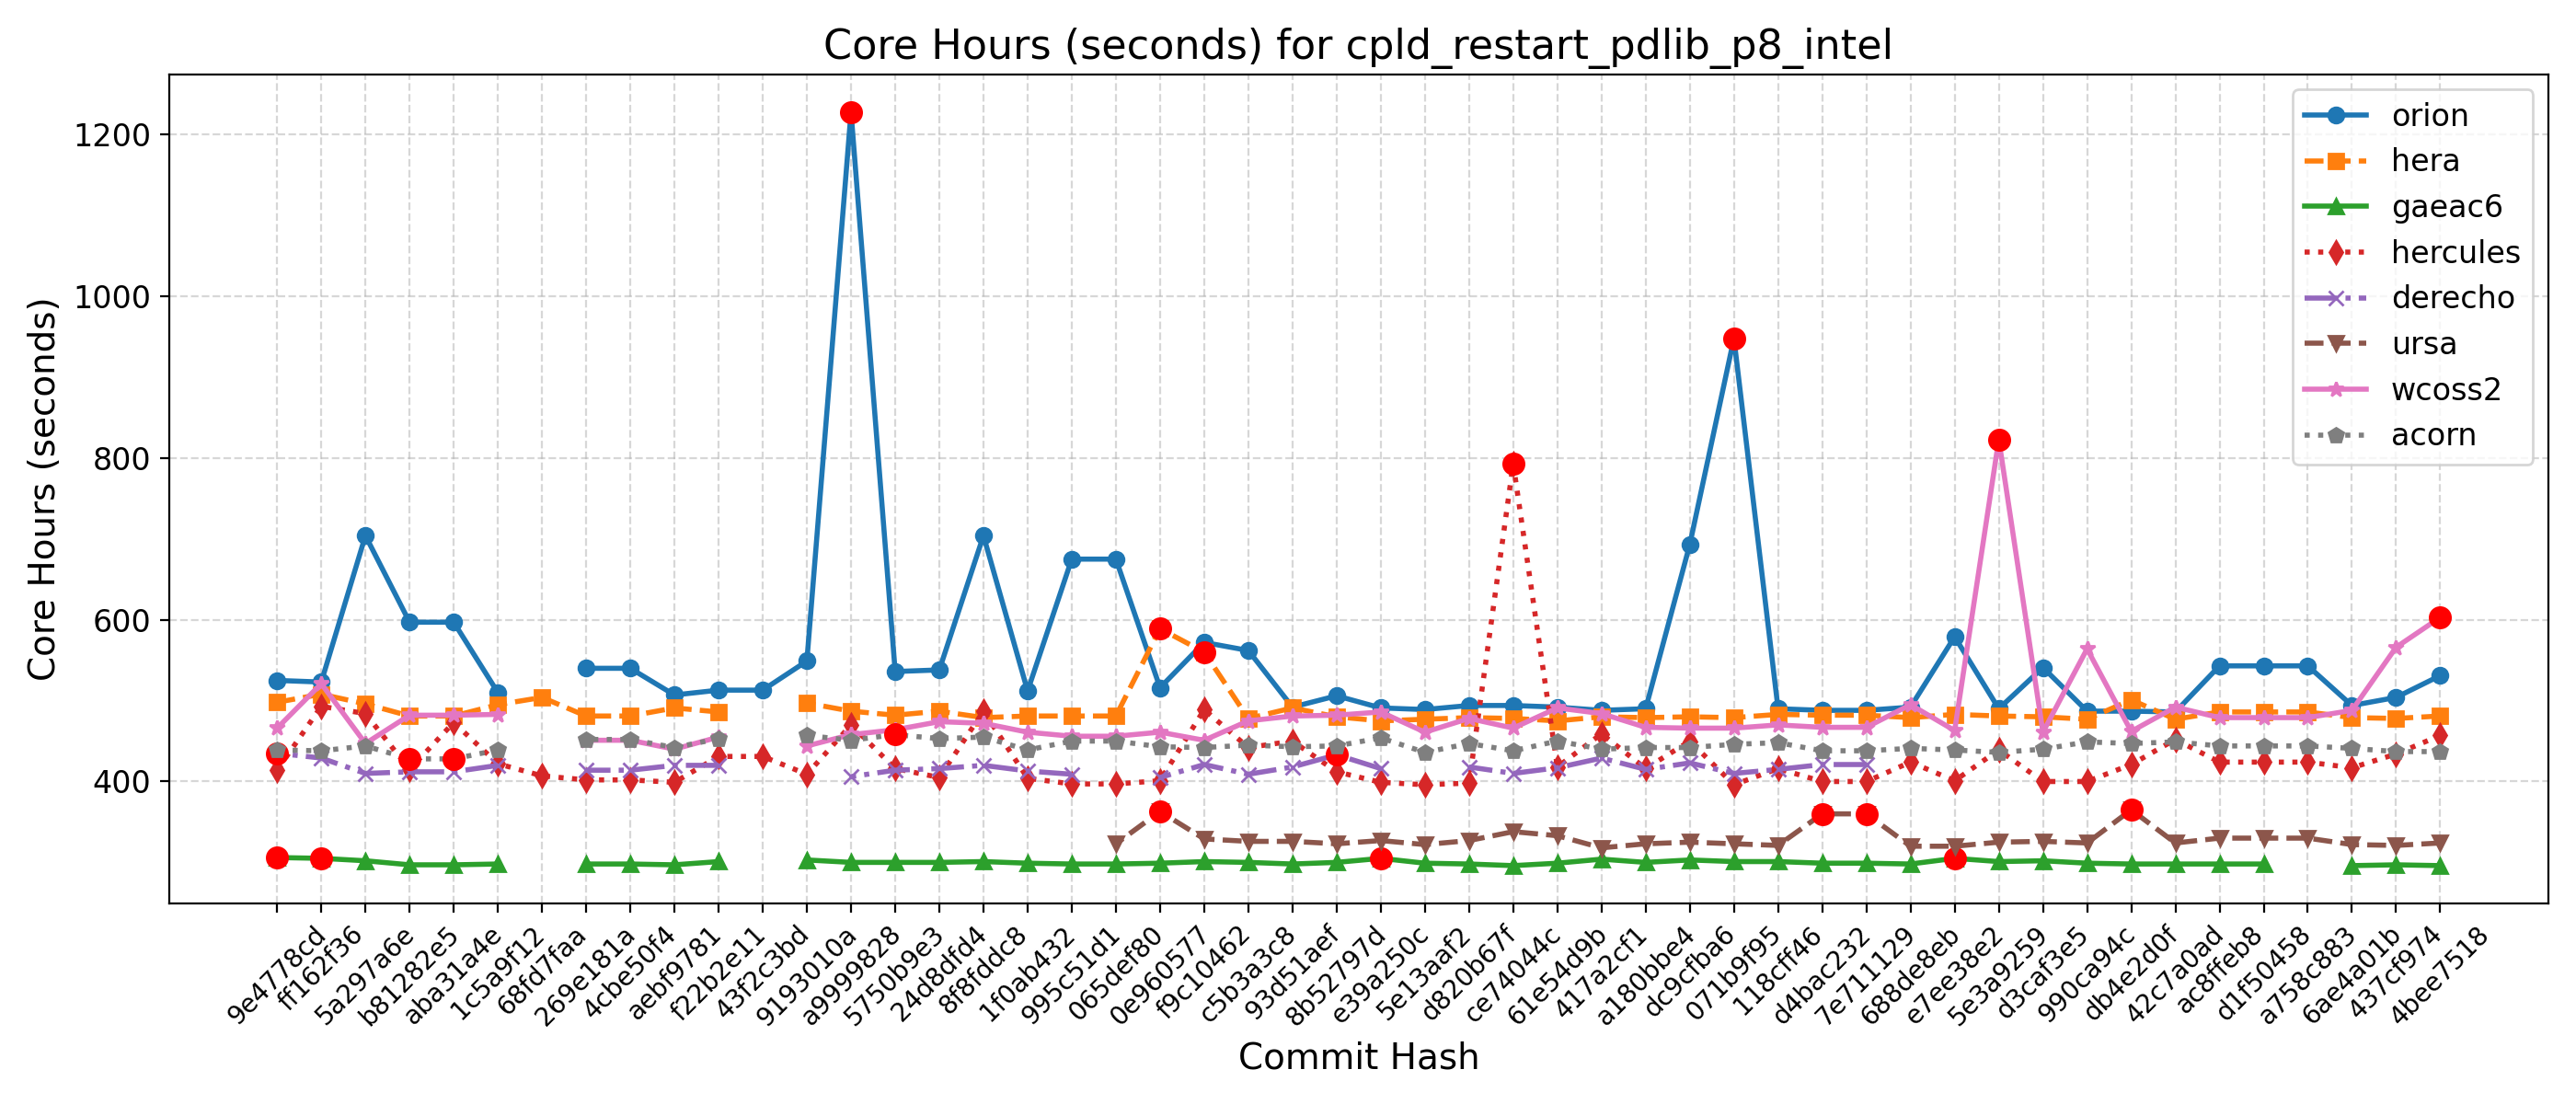 Core Hours (seconds) for cpld_restart_pdlib_p8_intel
Core Hours (seconds)
1200
1000
800
600
400
orion
hera
gaeac6
hercules
derecho
ursa
wcoss2
acorn
9e4778cd
ff162f36
5a297a6e
b81282e5
aba31a4e
1c5a9f12
68fd7faa
269e181a
4cbe50f4
aebf9781
f22b2e11
43f2c3bd
9193010a
a9999828
5750b9e3
24d8dfd4
8f8fddc8
1f0ab432
995c51d1
065def80
0e960577
f9c10462
c5b3a3c8
93d51aef
8b52797d
e39a250c
5e13aaf2
d820b67f
ce74044c
61e54d9b
417a2cf1
a180bbe4
dc9cfba6
071b9f95
118cff46
d4bac232
7e711129
688de8eb
e7ee38e2
5e3a9259
d3caf3e5
990ca94c
db4e2d0f
42c7a0ad
ac8ffeb8
d1f50458
a758c883
6ae4a01b
437cf974
4bee7518
Commit Hash